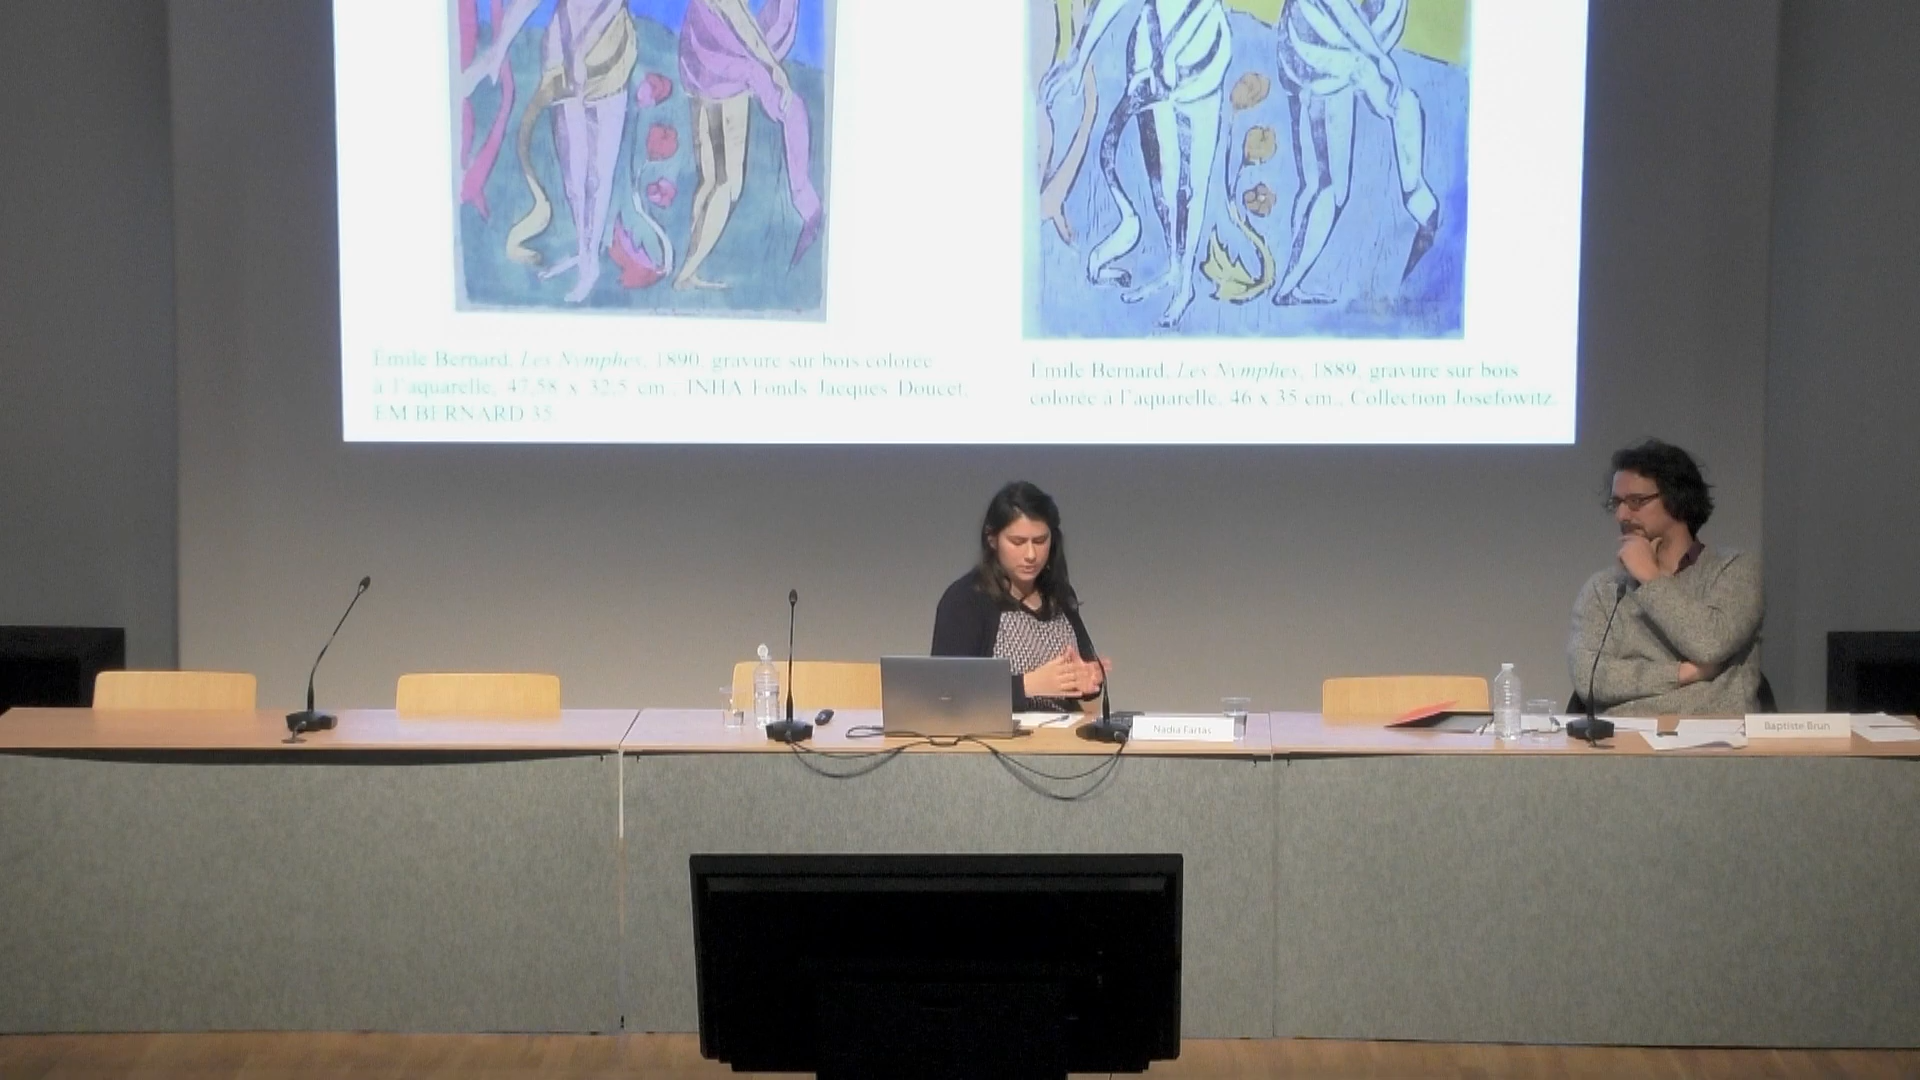 Émile Bernard, Les Nymphes, 1890, gravure sur bois colorée
à l'aquarelle, 47,58 x 32,5 cm., INHA Fonds Jacques Doucet,
EM BERNARD 35.
Émile Bernard, Les Nymphes, 1889, gravure sur bois
colorée à l'aquarelle, 46 x 35 cm., Collection Josefowitz.
Nadia Fartas
Baptiste Brun